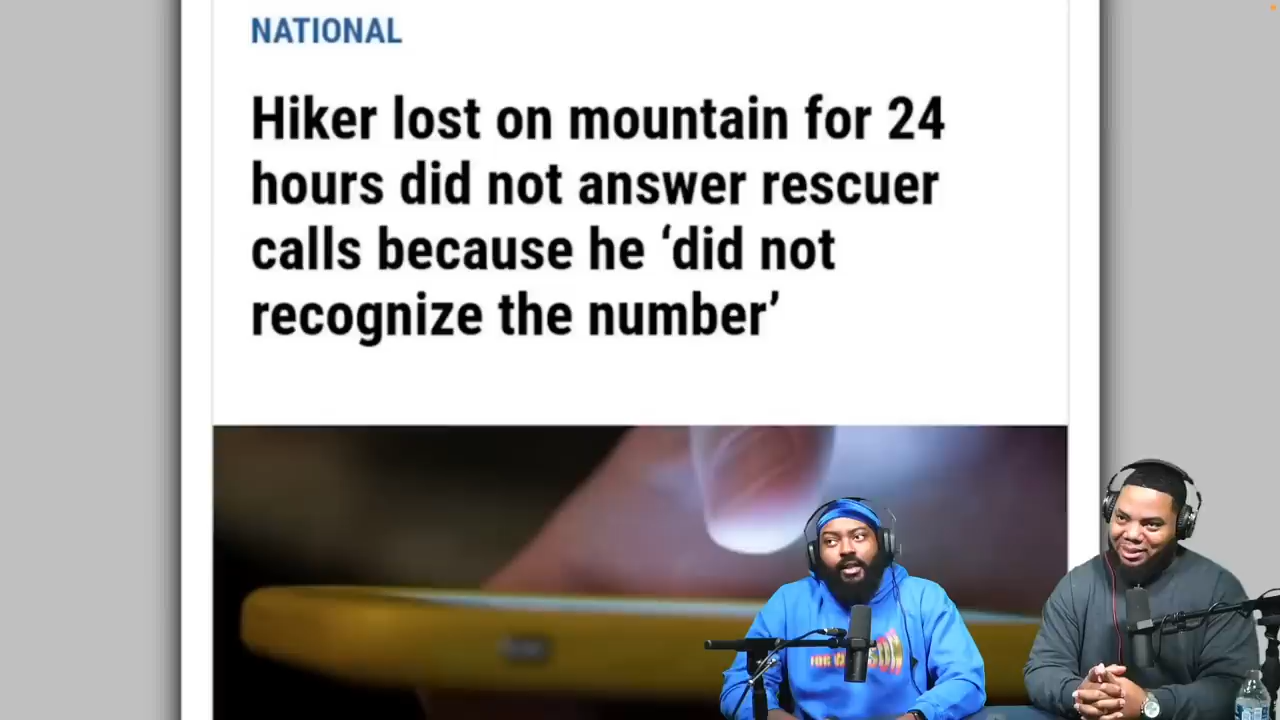 NATIONAL
Hiker lost on mountain for 24
hours did not answer rescuer
calls because he ‘did not
recognize the number’